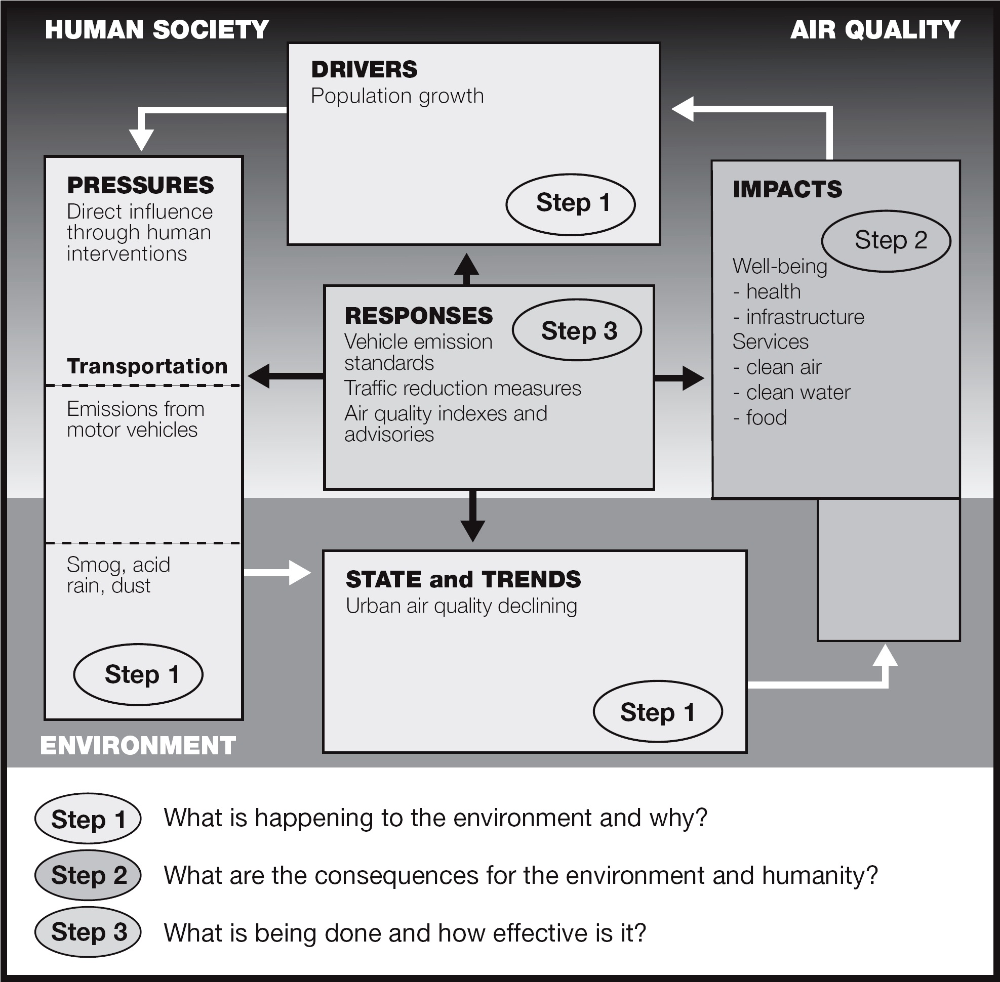 HUMAN SOCIETY
AIR QUALITY
DRIVERS
Population growth
Step 1
PRESSURES
Direct influence
through human
interventions
Transportation
Emissions from
motor vehicles
Smog, acid
rain, dust
Step 1
RESPONSES
Step 3
Vehicle emission
standards
Traffic reduction measures
Air quality indexes and
advisories
IMPACTS
Step 2
Well-being
- health
- infrastructure
Services
- clean air
- clean water
- food
STATE and TRENDS
Urban air quality declining
Step 1
ENVIRONMENT
Step 1 What is happening to the environment and why?
Step 2 What are the consequences for the environment and humanity?
Step 3 What is being done and how effective is it?